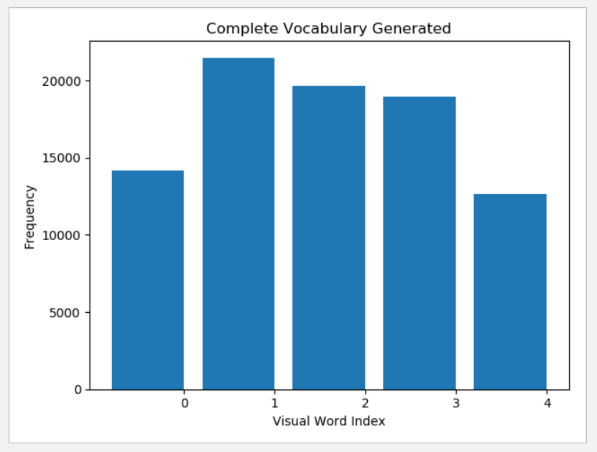 Complete Vocabulary Generated
20000
15000
10000
5000
0
Frequency
0 1 2 3 4
Visual Word Index